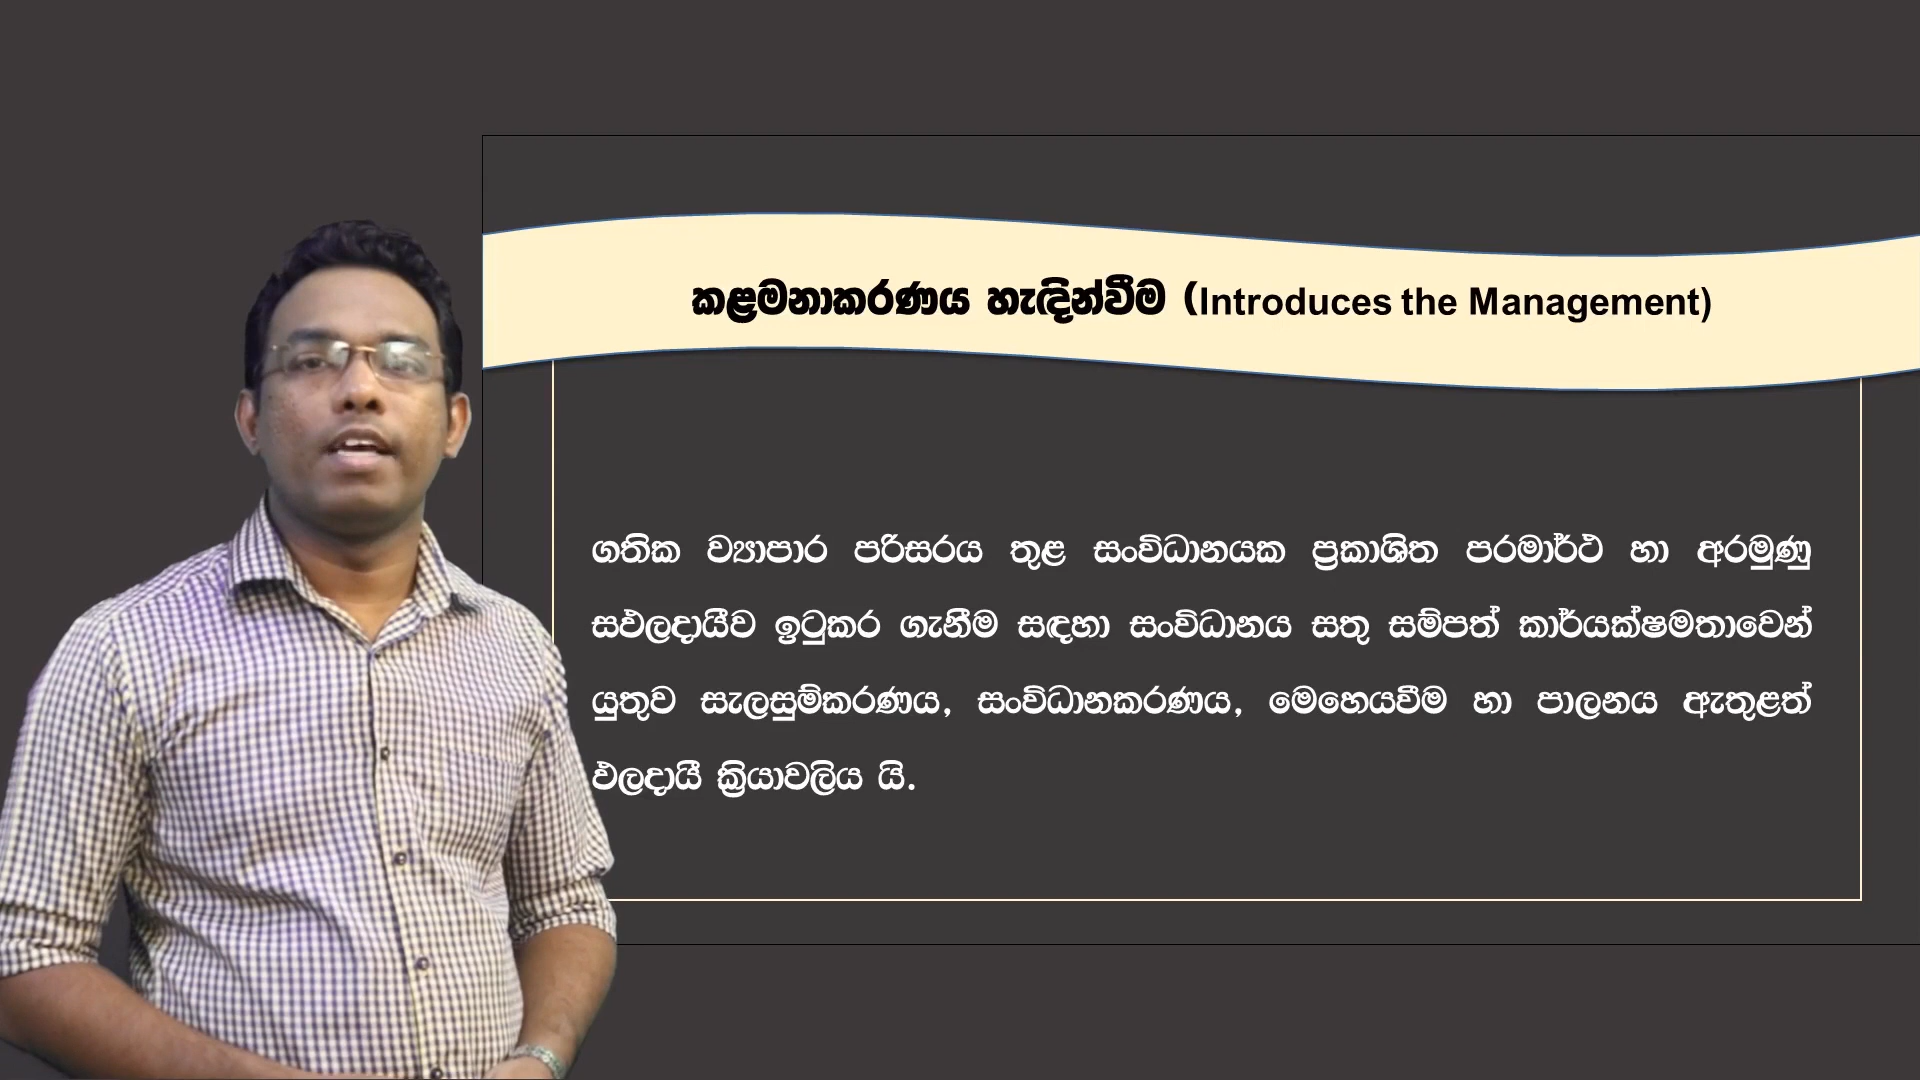 කළමනාකරණය හැඳින්වීම (Introduces the Management)
ගතික ව්‍යාපාර පරිසරය තුළ සංවිධානයක ප්‍රකාශිත පරමාර්ථ හා අරමුණු
සඵලදායීව ඉටුකර ගැනීම සඳහා සංවිධානය සතු සම්පත් කාර්යක්ෂමතාවෙන්
යුතුව සැලසුම්කරණය, සංවිධානකරණය, මෙහෙයවීම හා පාලනය ඇතුළත්
ඵලදායී ක්‍රියාවලිය යි.